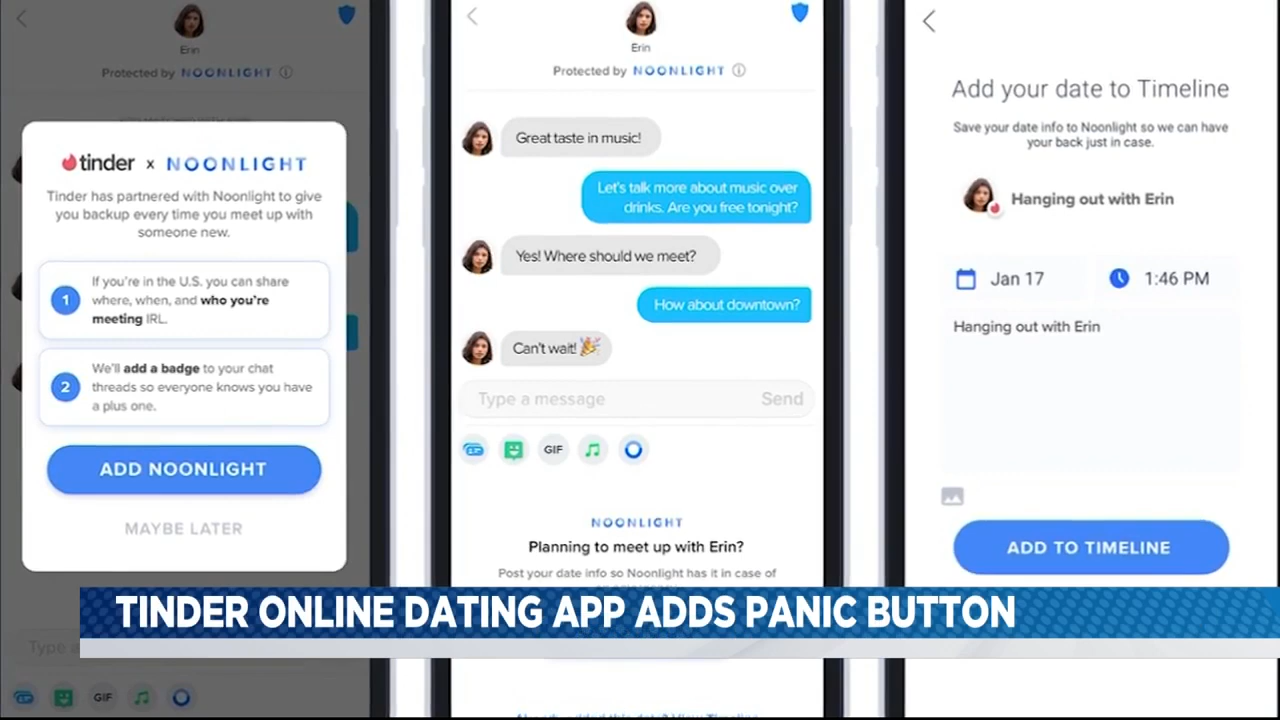 Erin
Protected by NOONLIGHT
tinder x NOONLIGHT
Tinder has partnered with Noonlight to give
you backup every time you meet up with
someone new.
1
If you're in the U.S. you can share
where, when, and who you're
meeting IRL.
2
We'll add a badge to your chat
threads so everyone knows you have
a plus one.
ADD NOONLIGHT
MAYBE LATER
Type a
GIF
Erin
Protected by NOONLIGHT
Great taste in music!
Let's talk more about music over
drinks. Are you free tonight?
Yes! Where should we meet?
How about downtown?
Can't wait! 🎉
Type a message Send
GIF
NOONLIGHT
Planning to meet up with Erin?
Post your date info so Noonlight has it in case of
Add your date to Timeline
Save your date info to Noonlight so we can have
your back just in case.
Hanging out with Erin
Jan 17 1:46 PM
Hanging out with Erin
ADD TO TIMELINE
TINDER ONLINE DATING APP ADDS PANIC BUTTON